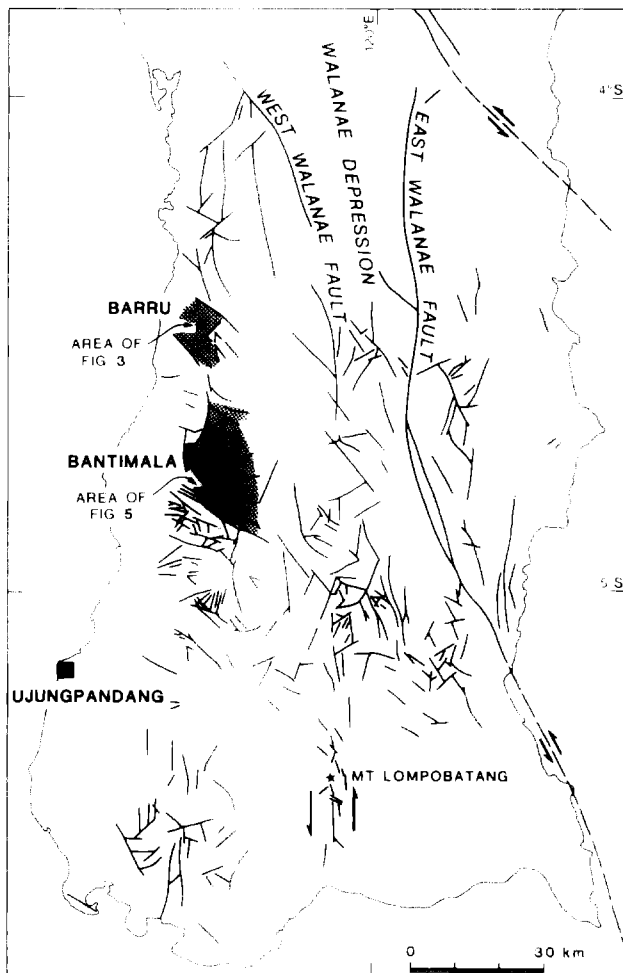 4°S
WEST WALANAE FAULT
WALANAE DEPRESSION
EAST WALANAE FAULT
BARRU
AREA OF
FIG 3
BANTIMALA
AREA OF
FIG 5
5°S
UJUNGPANDANG
MT LOMPOBATANG
0 30 km